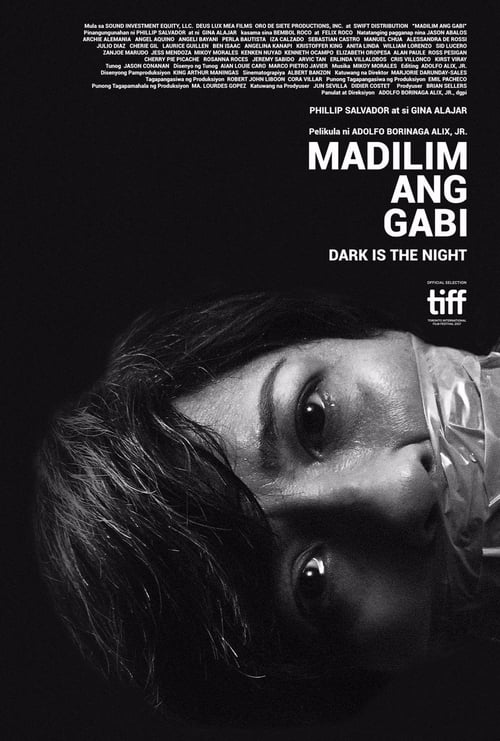 Mula sa SOUND INVESTMENT EQUITY, LLC. DEUS LUX MEA FILMS ORO DE SIETE PRODUCTIONS, INC. at SWIFT DISTRIBUTION "MADILIM ANG GABI"
Pinangungunahan ni PHILLIP SALVADOR at ni GINA ALAJAR kasama sina BEMBOL ROCO at FELIX ROCO Natatanging pagganap nina JASON ABALOS
ARCHIE ALEMANIA ANGEL AQUINO ANGELI BAYANI PERLA BAUTISTA IZA CALZADO SEBASTIAN CASTRO MANUEL CHUA ALESSANDRA DE ROSSI
JULIO DIAZ CHERIE GIL LAURICE GUILLEN BEN ISAAC ANGELINA KANAPI KRISTOFFER KING ANITA LINDA WILLIAM LORENZO SID LUCERO
ZANJOE MARUDO JESS MENDOZA MIKOY MORALES KENKEN NUYAD KENNETH OCAMPO ELIZABETH OROPESA ALAN PAULE ROSS PESIGAN
CHERRY PIE PICACHE ROSANNA ROCES JEREMY SABIDO ARVIC TAN ERLINDA VILLALOBOS CRIS VILLONCO KIRST VIRAY
Tunog JASON CONANAN Disenyo ng Tunog AIAN LOUIE CARO MARCO PIETRO JAVIER Musika MIKOY MORALES Editing ADOLFO ALIX, JR.
Disenyong Pamproduksiyon KING ARTHUR MANINGAS Sinematograpiya ALBERT BANZON Katuwang na Direktor MARJORIE DARUNDAY-SALES
Tagapangasiwa ng Produksiyon ROBERT JOHN LIBOON CORA VILLAR Punong Tagapangasiwa ng Produksiyon EMIL PACHECO
Punong Tagapamahala ng Produksiyon MA. LOURDES GOPEZ Katuwang na Prodyuser JUN SEVILLA DIDIER COSTET Prodyuser BRIAN SELLERS
Panulat at Direksiyon ADOLFO BORINAGA ALIX, JR., dgpi
PHILLIP SALVADOR at si GINA ALAJAR
Pelikula ni ADOLFO BORINAGA ALIX, JR.
MADILIM
ANG
GABI
DARK IS THE NIGHT
OFFICIAL SELECTION
tiff
TORONTO INTERNATIONAL
FILM FESTIVAL 2017